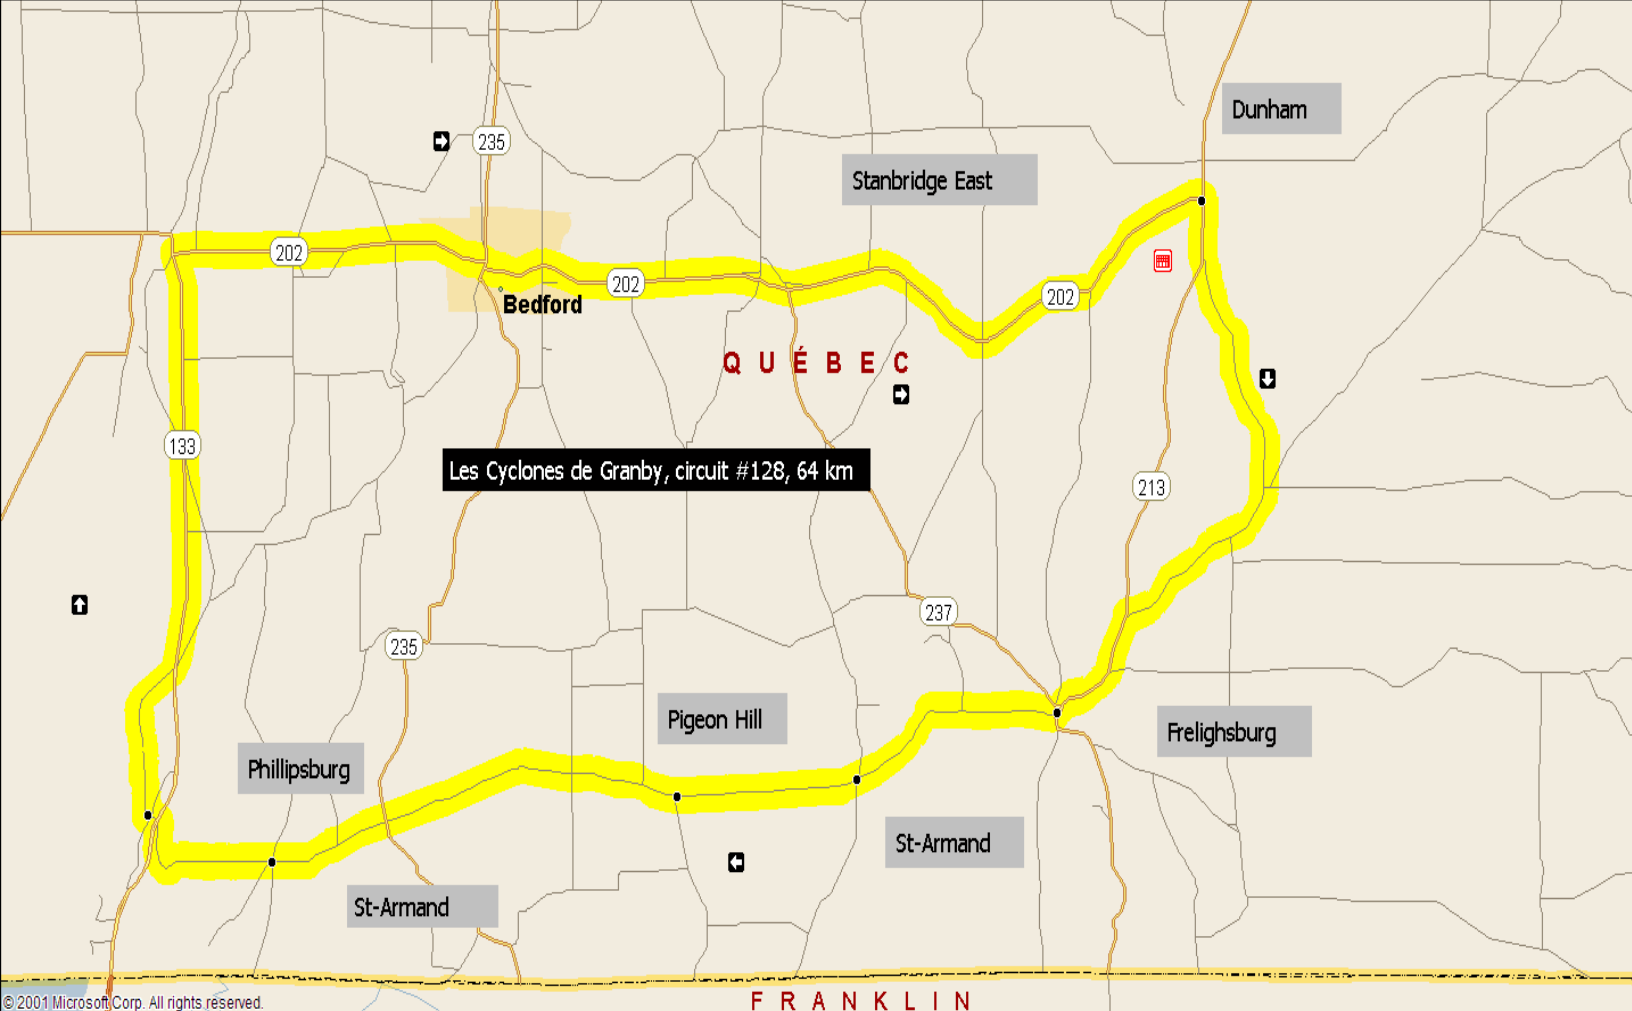 Dunham
235
Stanbridge East
202
202
202
Bedford
QUÉBEC
133
Les Cyclones de Granby, circuit #128, 64 km
213
237
235
Pigeon Hill
Frelighsburg
Phillipsburg
St-Armand
St-Armand
© 2001 Microsoft Corp. All rights reserved.
FRANKLIN